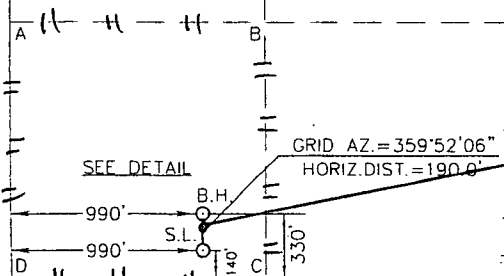 A
B
GRID AZ.=359°52'06"
HORIZ.DIST.=190.0'
SEE DETAIL
B.H.
990'
S.L.
990'
140'
330'
D
C